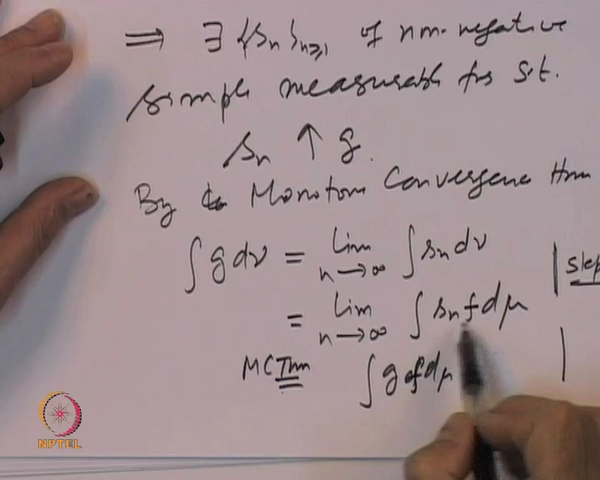 ⟹ ∃ {sₙ}ₙ≥₁ of non-negative
simple measurable fns s.t.
sₙ ↑ g.
By Monotone Convergence thm
∫ g dν = lim n→∞ ∫ sₙ dν | step
= lim n→∞ ∫ sₙ f dμ
MC Thm ∫ g f dμ |
NPTEL